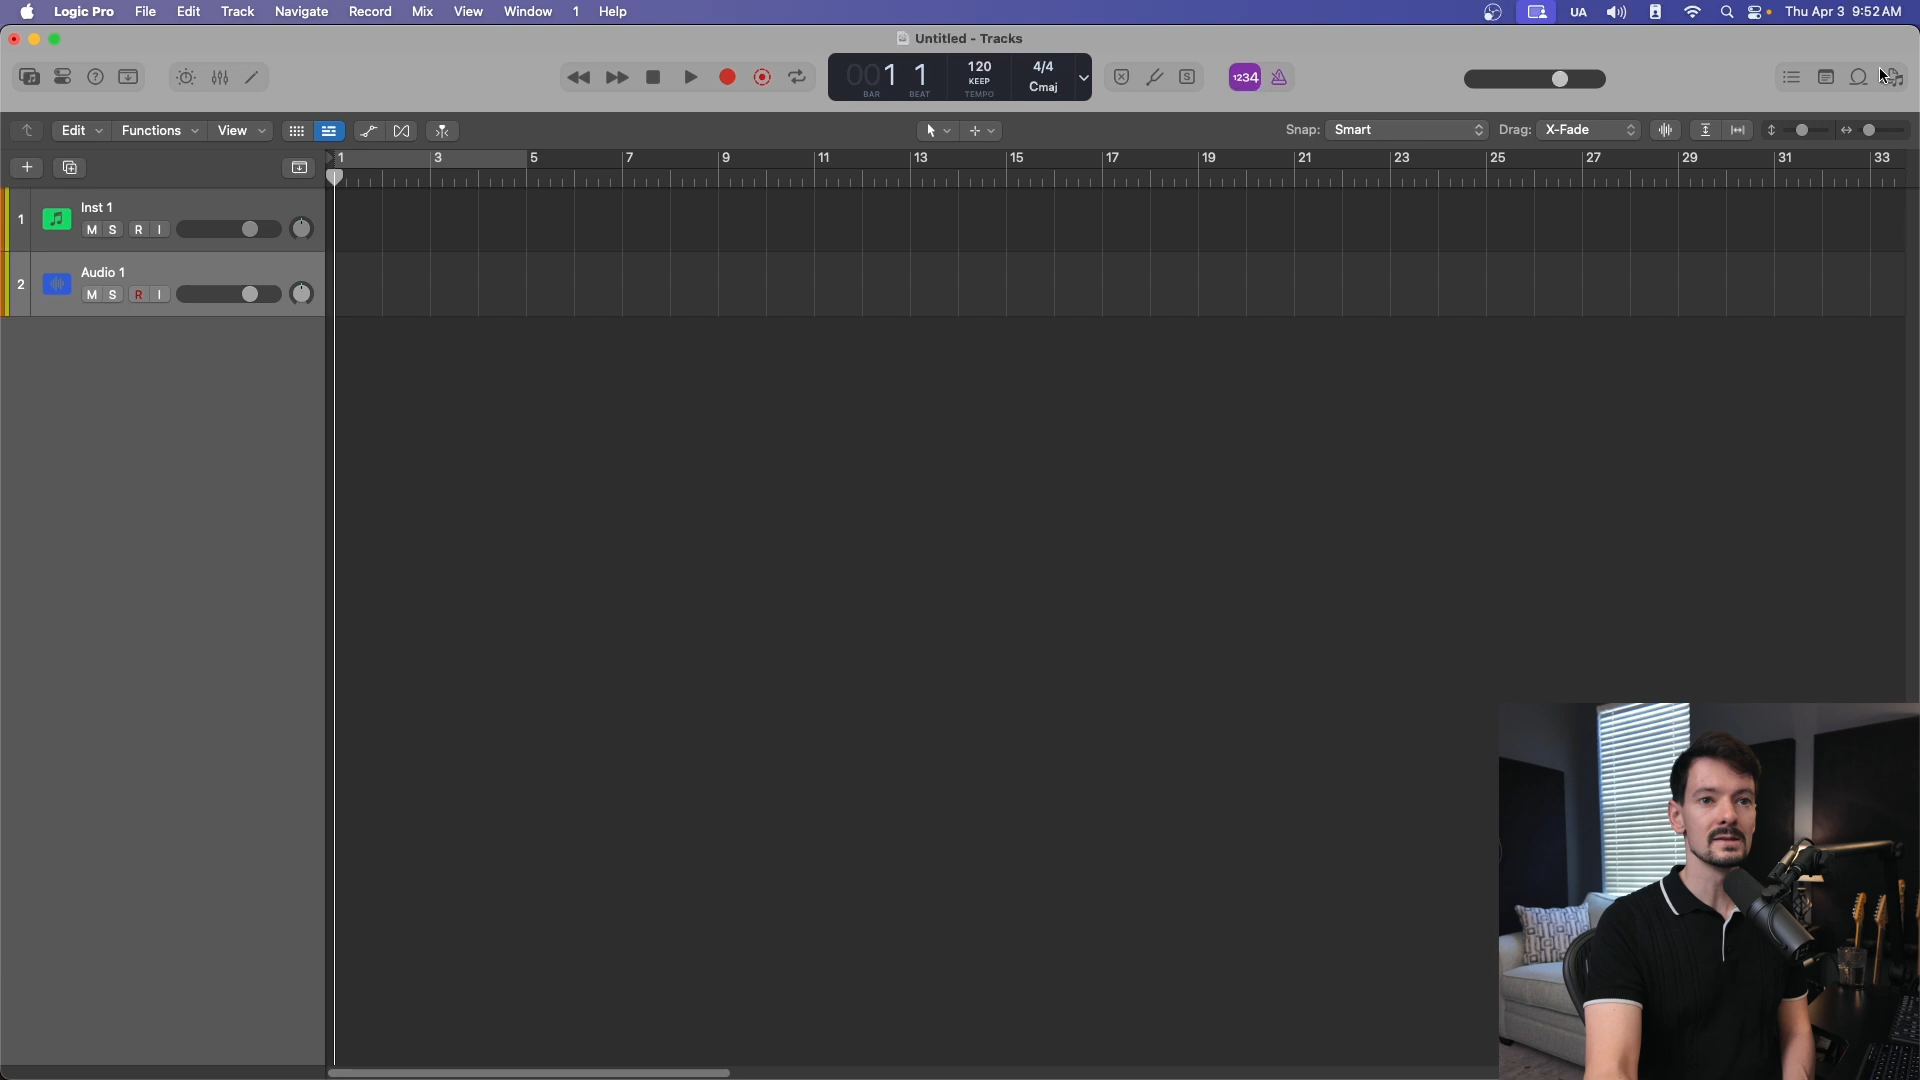 Logic Pro File Edit Track Navigate Record Mix View Window 1 Help UA Thu Apr 3 9:52 AM
Untitled - Tracks
001 1 120 4/4
KEEP Cmaj
BAR BEAT TEMPO
S 1234
Edit Functions View Snap: Smart Drag: X-Fade
1 3 5 7 9 11 13 15 17 19 21 23 25 27 29 31 33
1 Inst 1
M S R I
2 Audio 1
M S R I